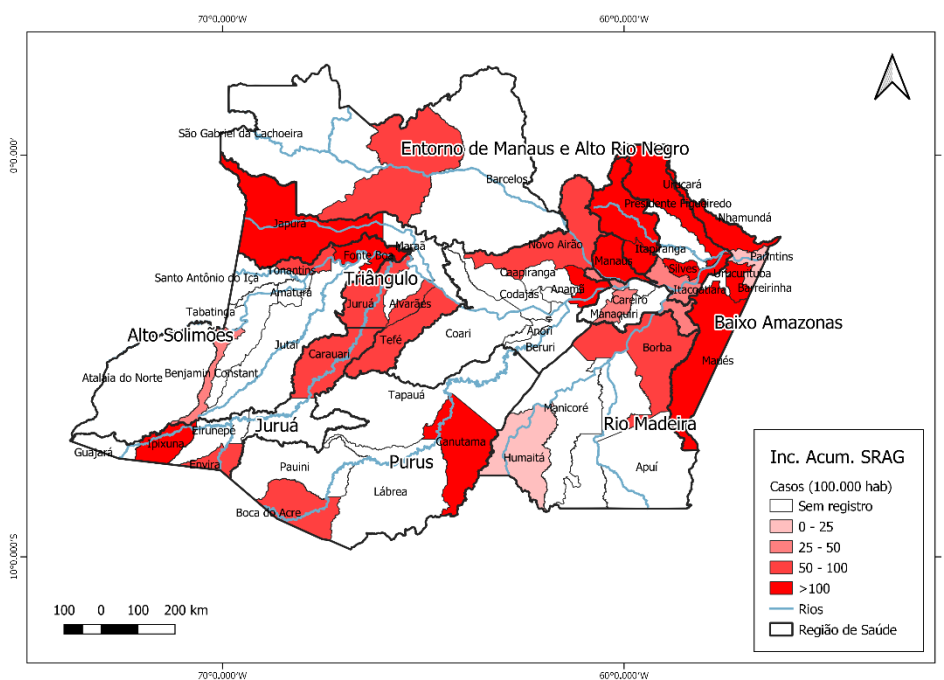 70°0.000'W
60°0.000'W
0°0.000'
São Gabriel da Cachoeira
Entorno de Manaus e Alto Rio Negro
Barcelos
Urucará
Presidente Figueiredo
Nhamundá
Japurá
Maraã
Novo Airão
Itapiranga
Fonte Boa
Manaus
Parintins
Tonantins
Caapiranga
Silves
Urucurituba
Santo Antônio do Içá
Triângulo
Anamã
Itacoatiara
Barreirinha
Amaturá
Codajás
Careiro
Juruá
Alvarães
Tabatinga
Manaquiri
Baixo Amazonas
Alto Solimões
Anori
Coari
Tefé
Jutaí
Beruri
Borba
Carauari
Maués
Atalaia do Norte
Benjamin Constant
Tapauá
Manicoré
Juruá
Rio Madeira
Eirunepé
Ipixuna
Canutama
Guajará
Humaitá
Envira
Pauini
Purus
Apuí
Lábrea
Boca do Acre
10°0.000'S
Inc. Acum. SRAG
Casos (100.000 hab)
Sem registro
0 - 25
25 - 50
50 - 100
>100
Rios
Região de Saúde
100 0 100 200 km
70°0.000'W
60°0.000'W